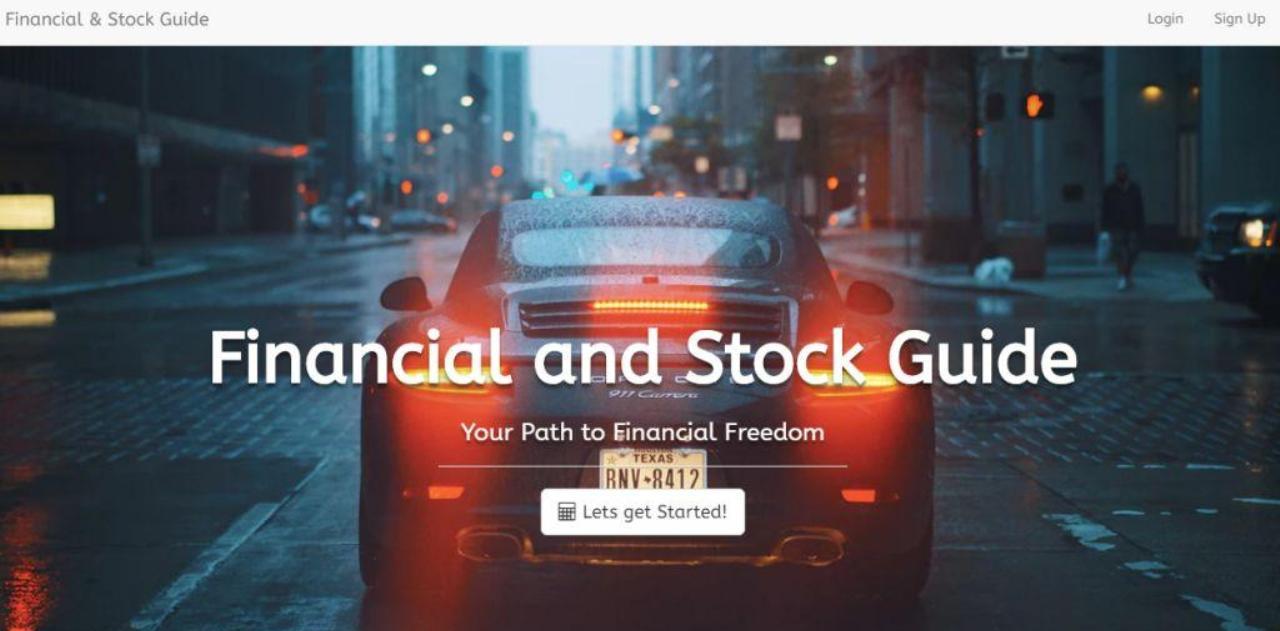 Financial & Stock Guide
Login Sign Up
Financial and Stock Guide
911 Carrera
Your Path to Financial Freedom
TEXAS
BNV 8412
Lets get Started!